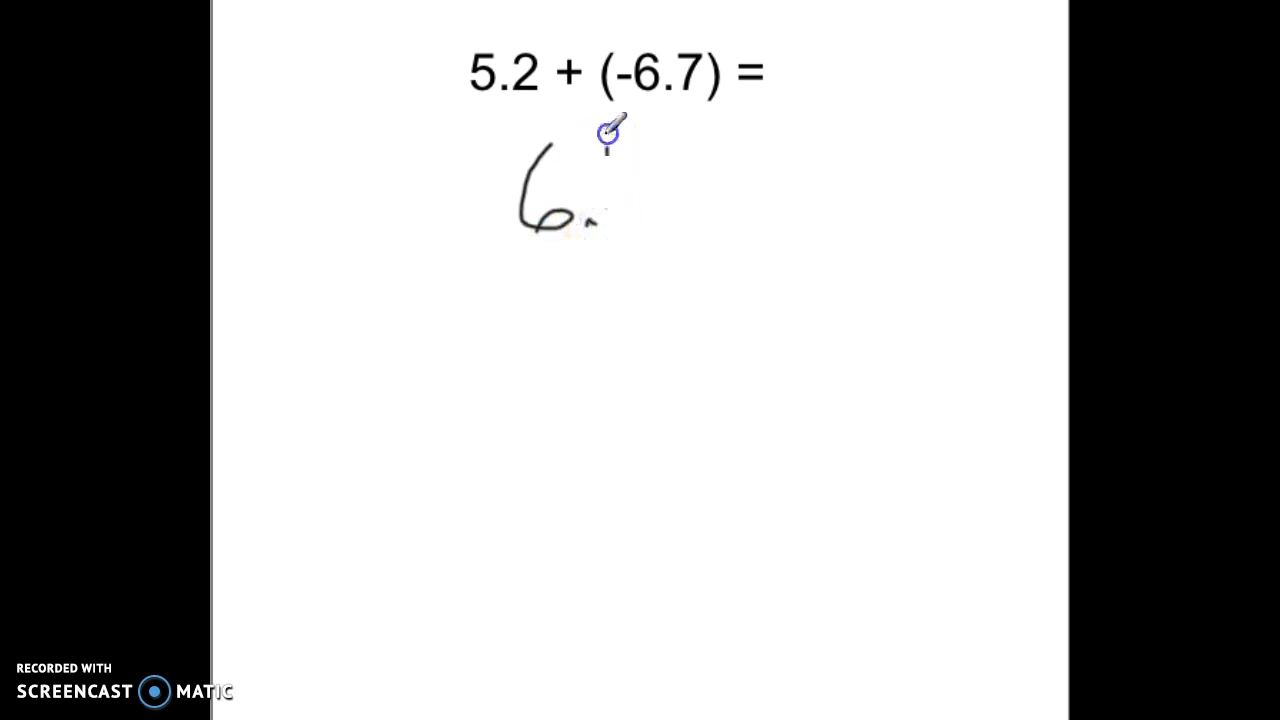 5.2 + (-6.7) =
6.
RECORDED WITH
SCREENCAST MATIC